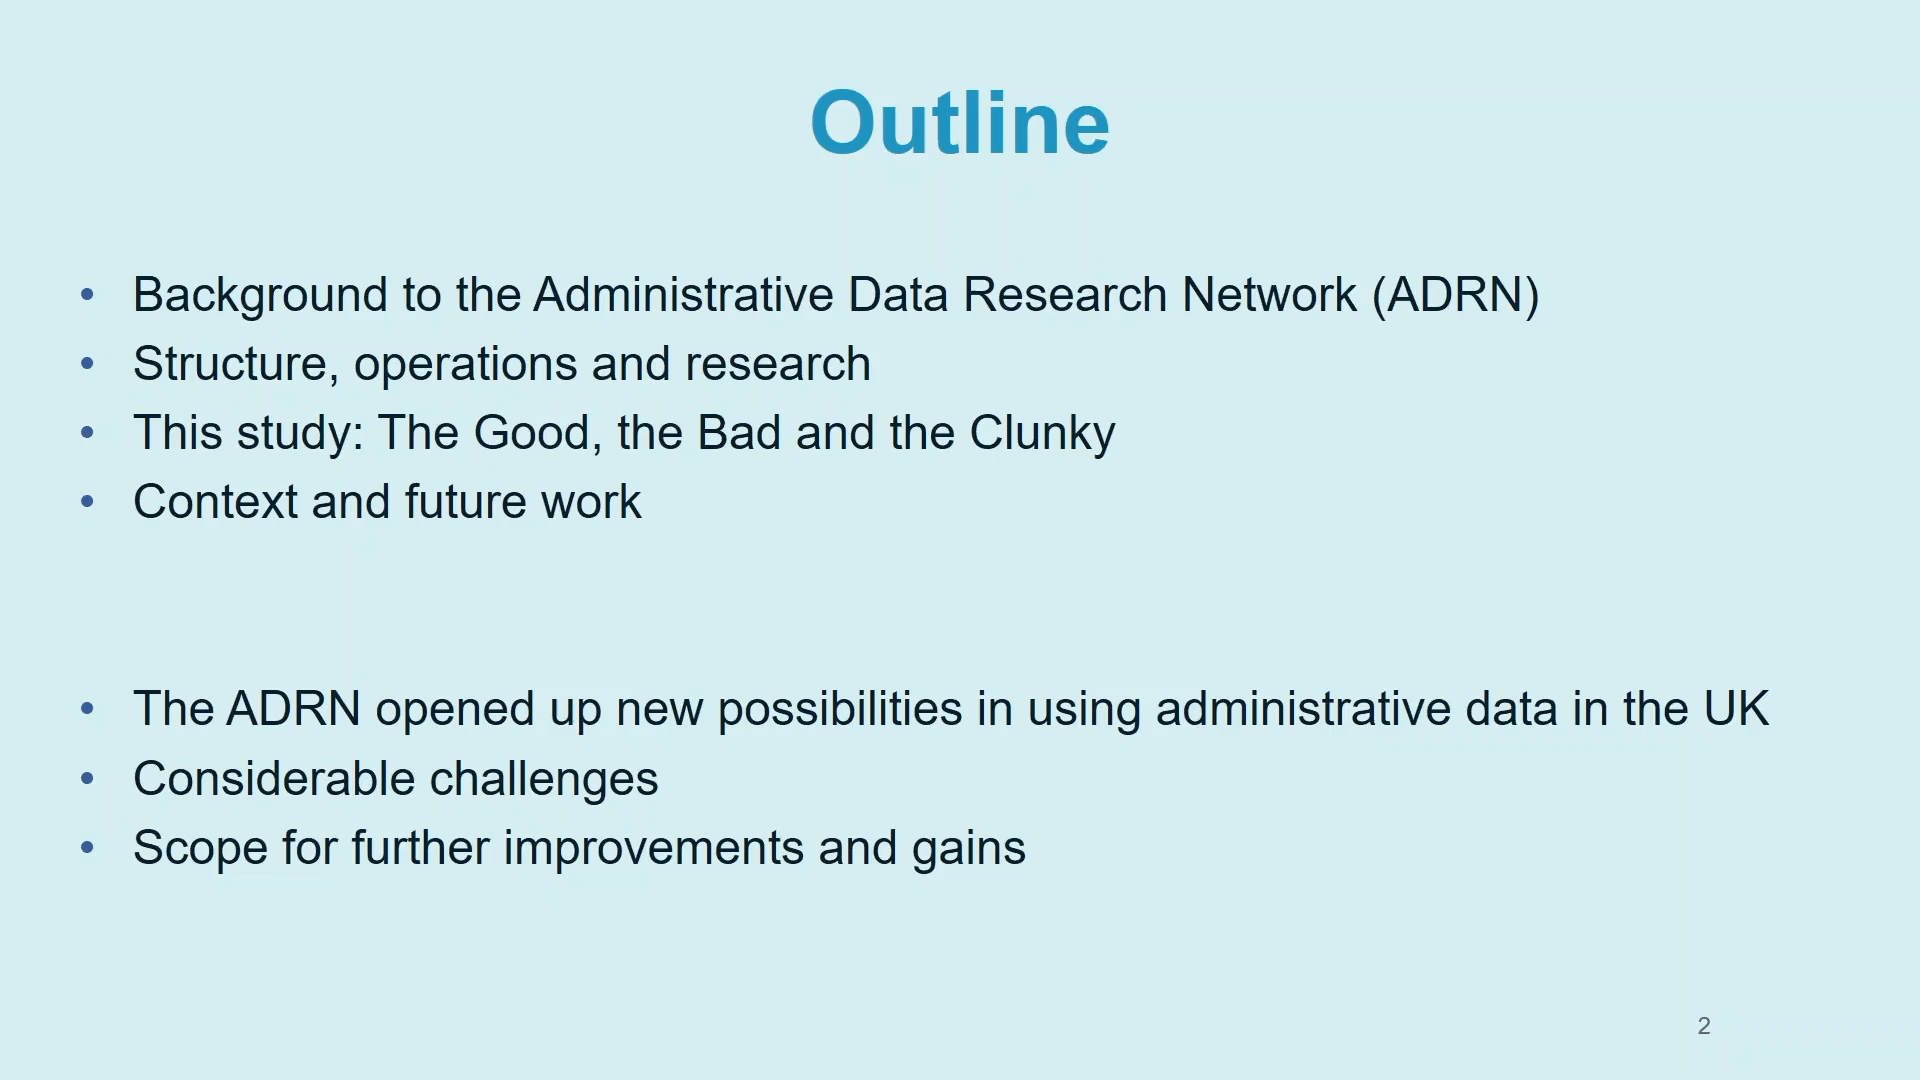 Outline
• Background to the Administrative Data Research Network (ADRN)
• Structure, operations and research
• This study: The Good, the Bad and the Clunky
• Context and future work
• The ADRN opened up new possibilities in using administrative data in the UK
• Considerable challenges
• Scope for further improvements and gains
2